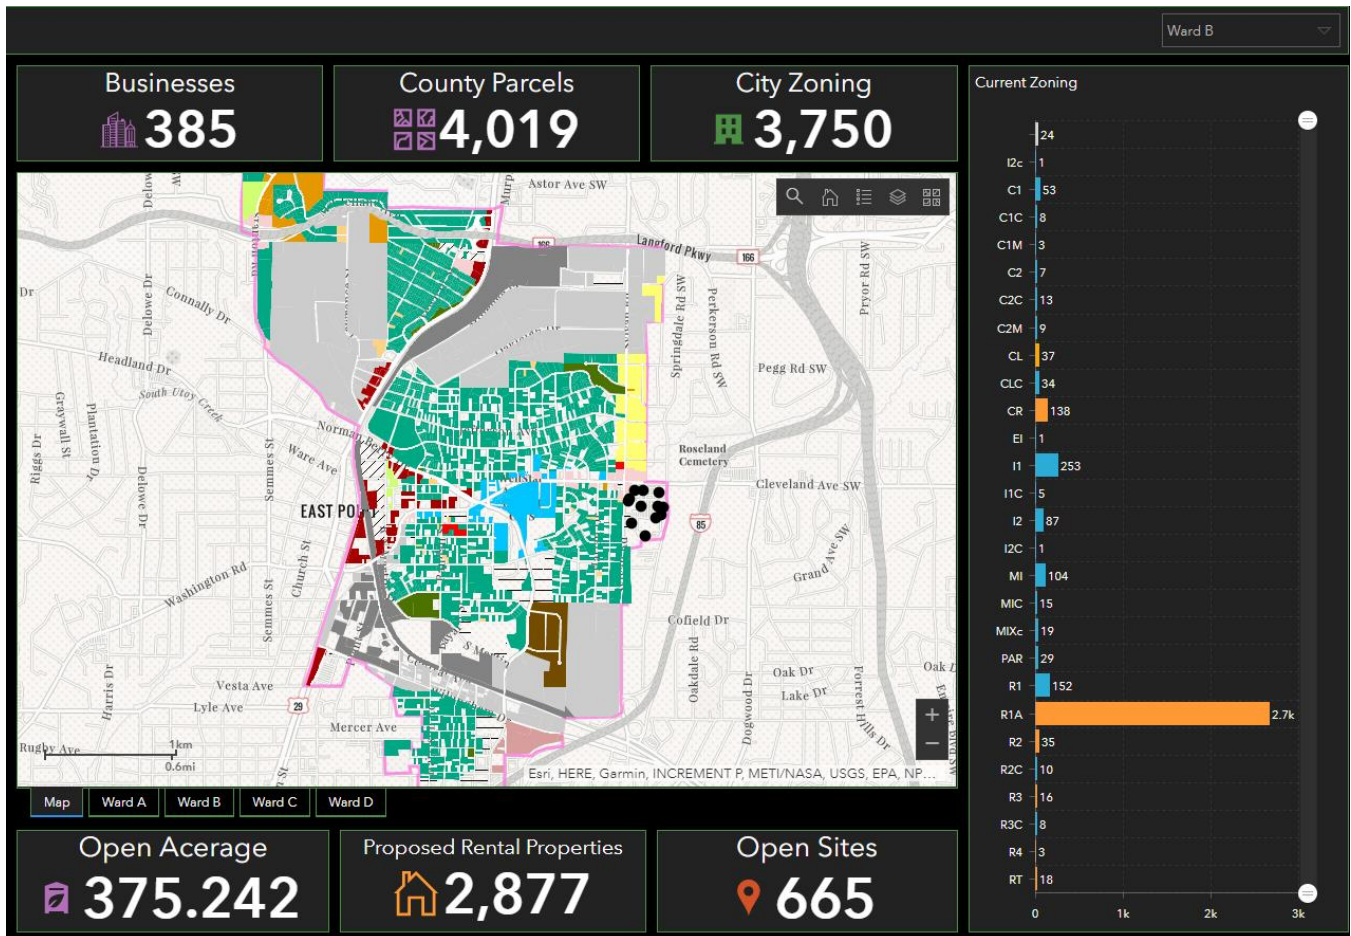 Ward B
Businesses
385
County Parcels
4,019
City Zoning
3,750
Current Zoning
24
I2c 1
C1 53
C1C 8
C1M 3
C2 7
C2C 13
C2M 9
CL 37
CLC 34
CR 138
EI 1
I1 253
I1C 5
I2 87
I2C 1
MI 104
MIC 15
MIXc 19
PAR 29
R1 152
R1A 2.7k
R2 35
R2C 10
R3 16
R3C 8
R4 3
RT 18
0 1k 2k 3k
Astor Ave SW
Langford Pkwy
166
166
Pryor Rd SW
Delowe Dr
Connally Dr
Dr
Springdale Rd SW
Perkerson Rd SW
Headland Dr
Pegg Rd SW
South Utoy Creek
Graywall St
Plantation Dr
Riggs Dr
Semmes St
Ware Ave
Roseland
Cemetery
Cleveland Ave SW
Delowe Dr
EAST
85
Church St
Grand Ave SW
Washington Rd
Semmes St
Cofield Dr
Harris Dr
Oakdale Rd
Oak Dr
Lake Dr
Vesta Ave
Lyle Ave
29
Mercer Ave
Dogwood Dr
Forrest Hills Dr
Rugby Ave
1km
0.6mi
+
−
Esri, HERE, Garmin, INCREMENT P, METI/NASA, USGS, EPA, NP...
Map Ward A Ward B Ward C Ward D
Open Acerage
375.242
Proposed Rental Properties
2,877
Open Sites
665